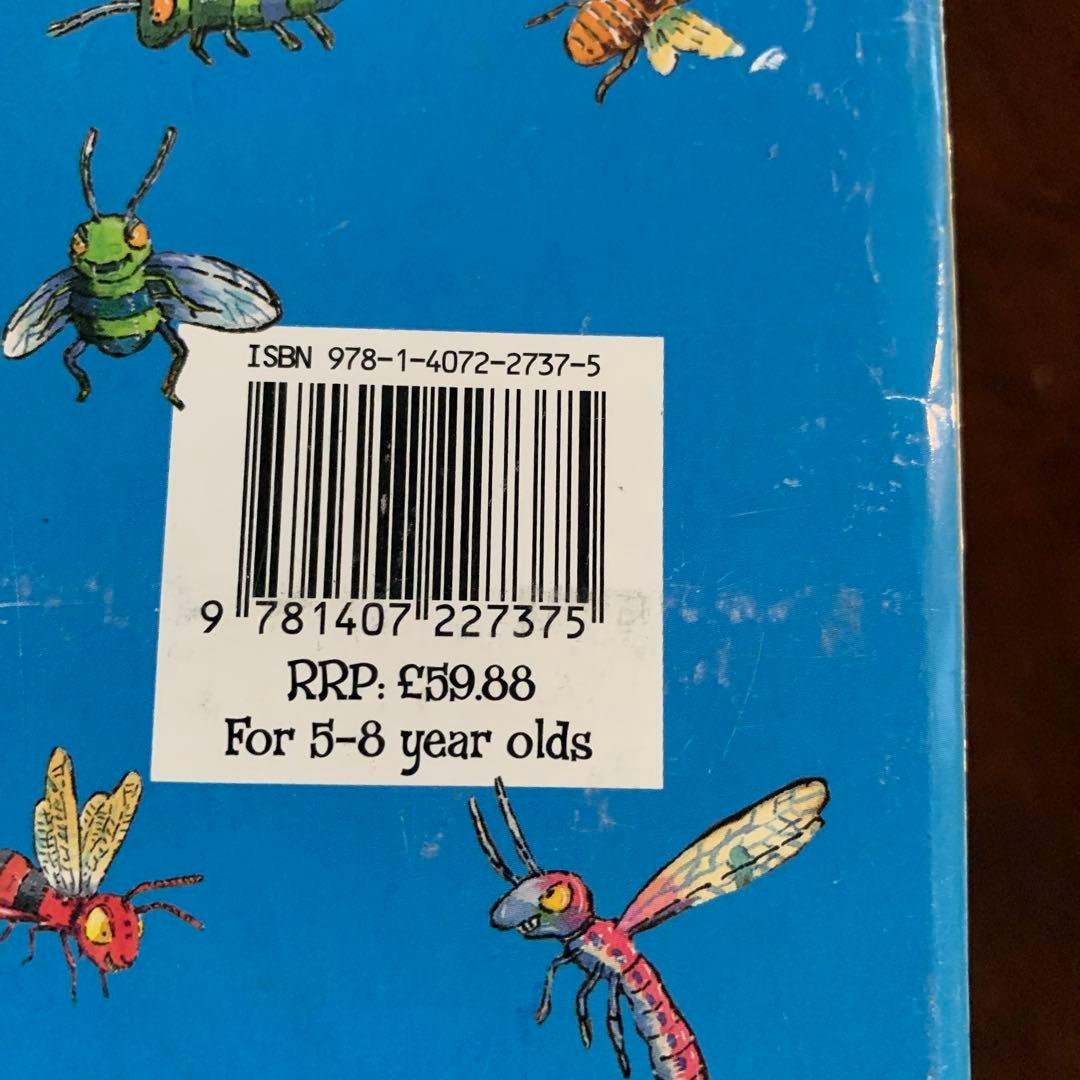 ISBN 978-1-4072-2737-5
9 781407 227375
RRP: £59.88
For 5-8 year olds